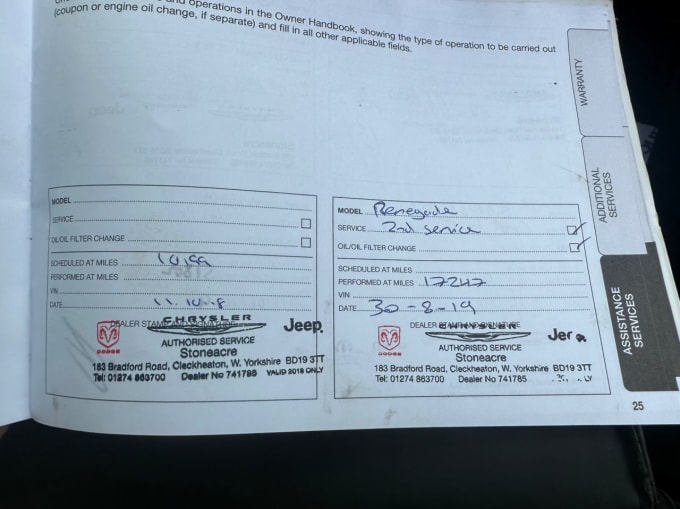 operations in the Owner Handbook, showing the type of operation to be carried out
(coupon or engine oil change, if separate) and fill in all other applicable fields.
WARRANTY
ADDITIONAL
SERVICES
ASSISTANCE
SERVICES
MODEL
SERVICE
OIL/OIL FILTER CHANGE
SCHEDULED AT MILES
PERFORMED AT MILES
VIN
DATE
DEALER STAMP
CHRYSLER
Jeep
DODGE
AUTHORISED SERVICE
Stoneacre
183 Bradford Road, Cleckheaton, W. Yorkshire BD19 3TT
Tel: 01274 863700 Dealer No 741785 VALID 2018 ONLY
MODEL Renegade
SERVICE 2nd service
OIL/OIL FILTER CHANGE
SCHEDULED AT MILES
PERFORMED AT MILES 17247
VIN
DATE 30-8-19
DEALER
DODGE
AUTHORISED SERVICE
Stoneacre
183 Bradford Road, Cleckheaton, W. Yorkshire BD19 3TT
Tel: 01274 863700 Dealer No 741785
25